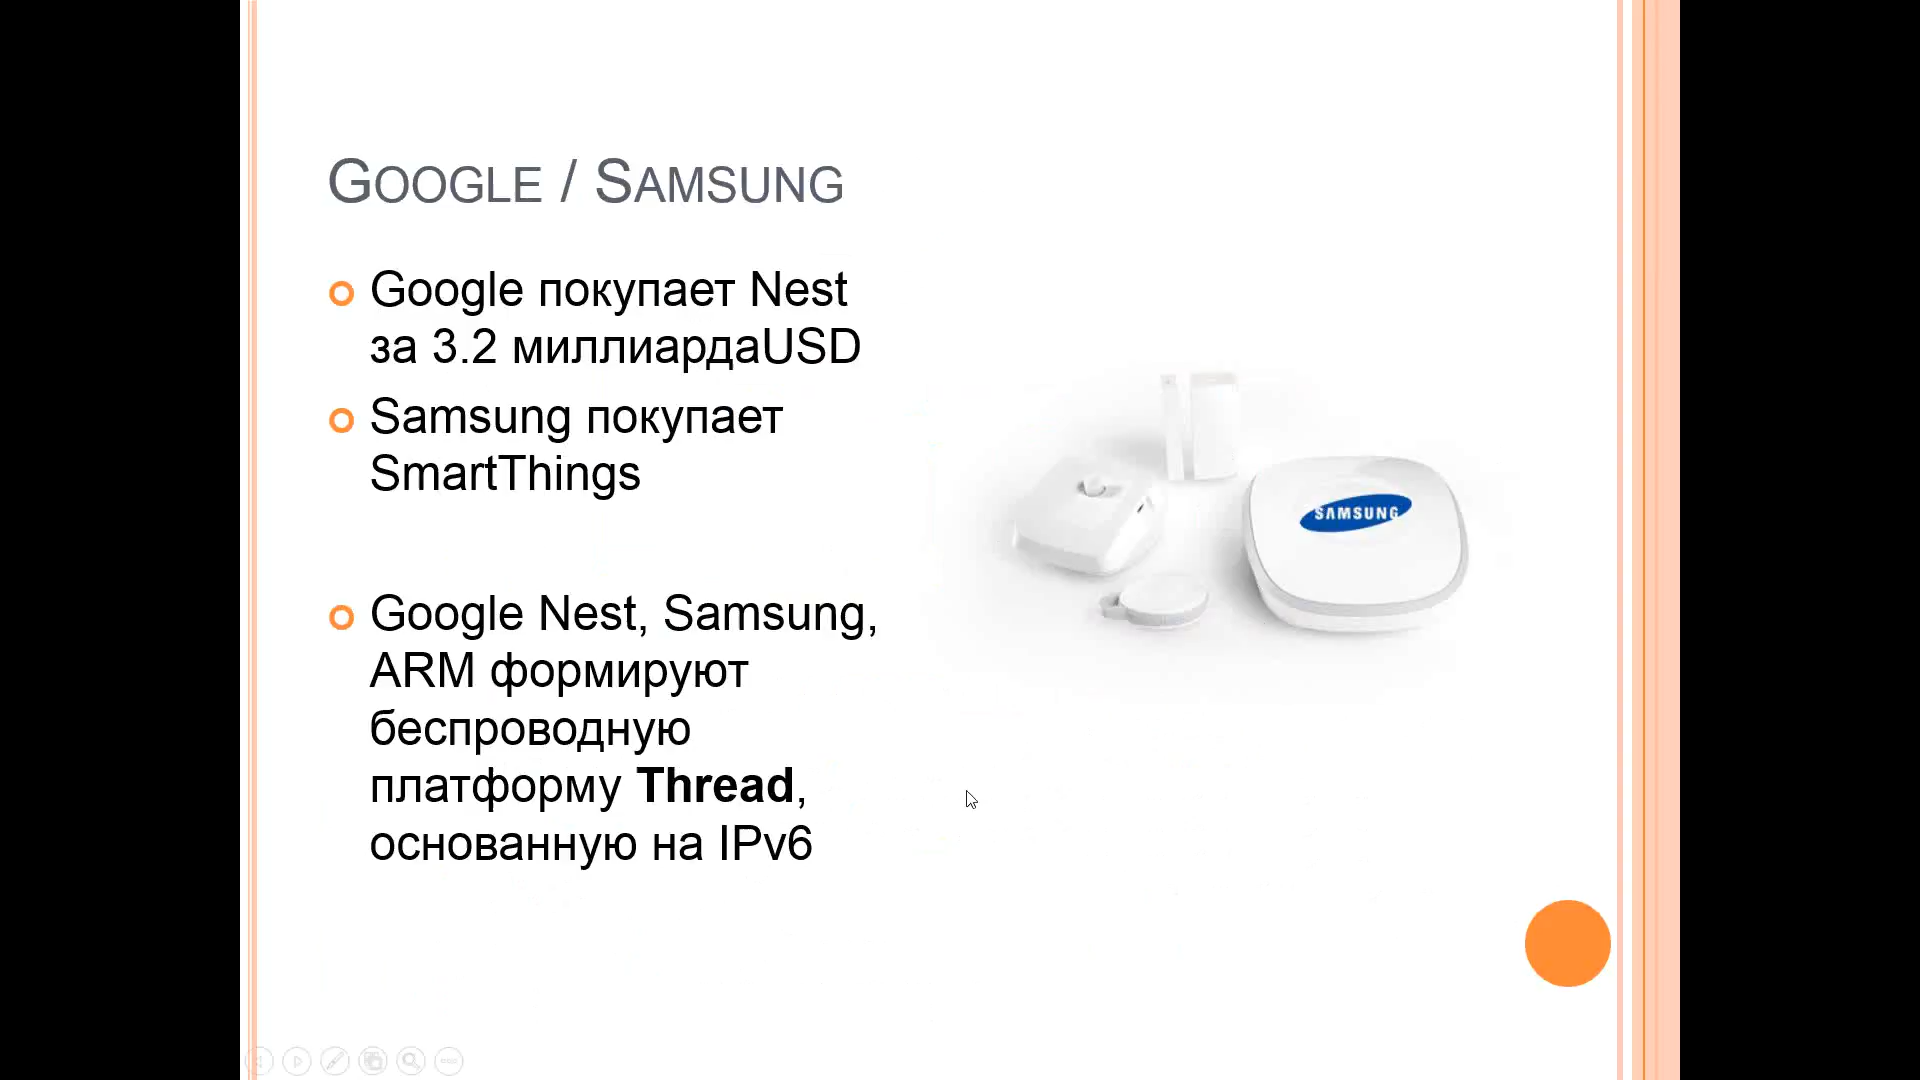 Google / Samsung
Google покупает Nest
за 3.2 миллиардаUSD
Samsung покупает
SmartThings
Google Nest, Samsung,
ARM формируют
беспроводную
платформу Thread,
основанную на IPv6
SAMSUNG